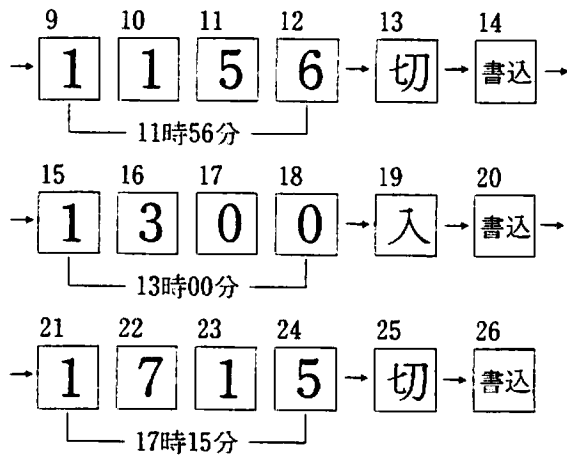 9 10 11 12 13 14
→ 1 1 5 6 → 切 → 書込 →
11時56分
15 16 17 18 19 20
→ 1 3 0 0 → 入 → 書込 →
13時00分
21 22 23 24 25 26
→ 1 7 1 5 → 切 → 書込
17時15分